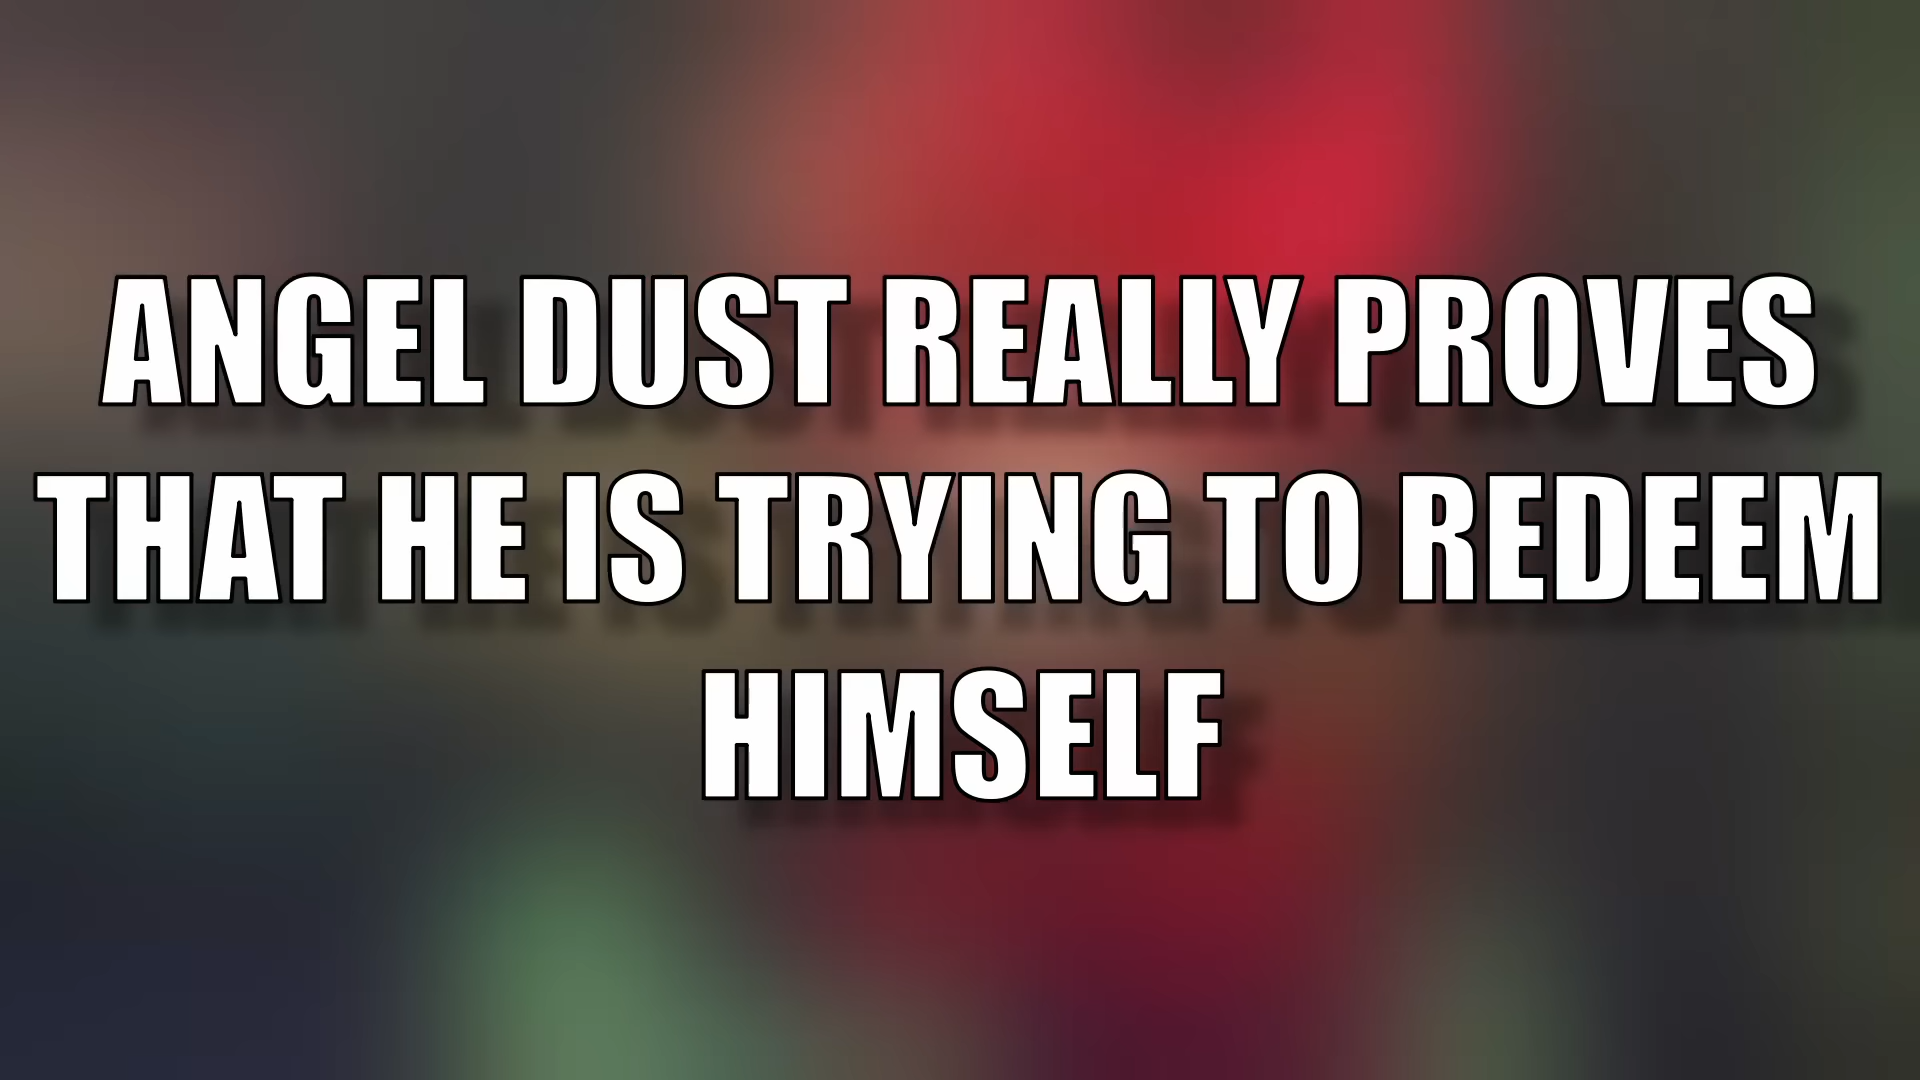 ANGEL DUST REALLY PROVES
THAT HE IS TRYING TO REDEEM
HIMSELF